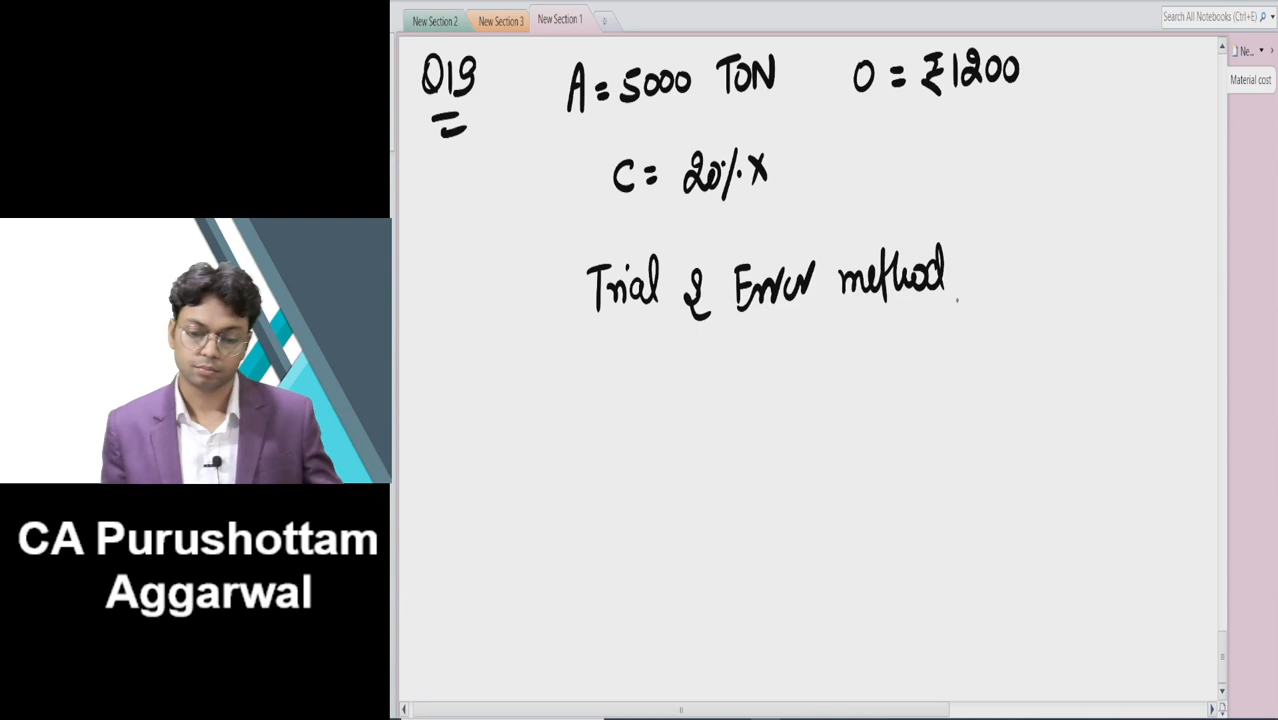 New Section 2
New Section 3
New Section 1
Search All Notebooks (Ctrl+E)
Ne...
Material cost
Q19
A = 5000 TON
O = ₹1200
C = 20% X
Trial & Error method
CA Purushottam
Aggarwal